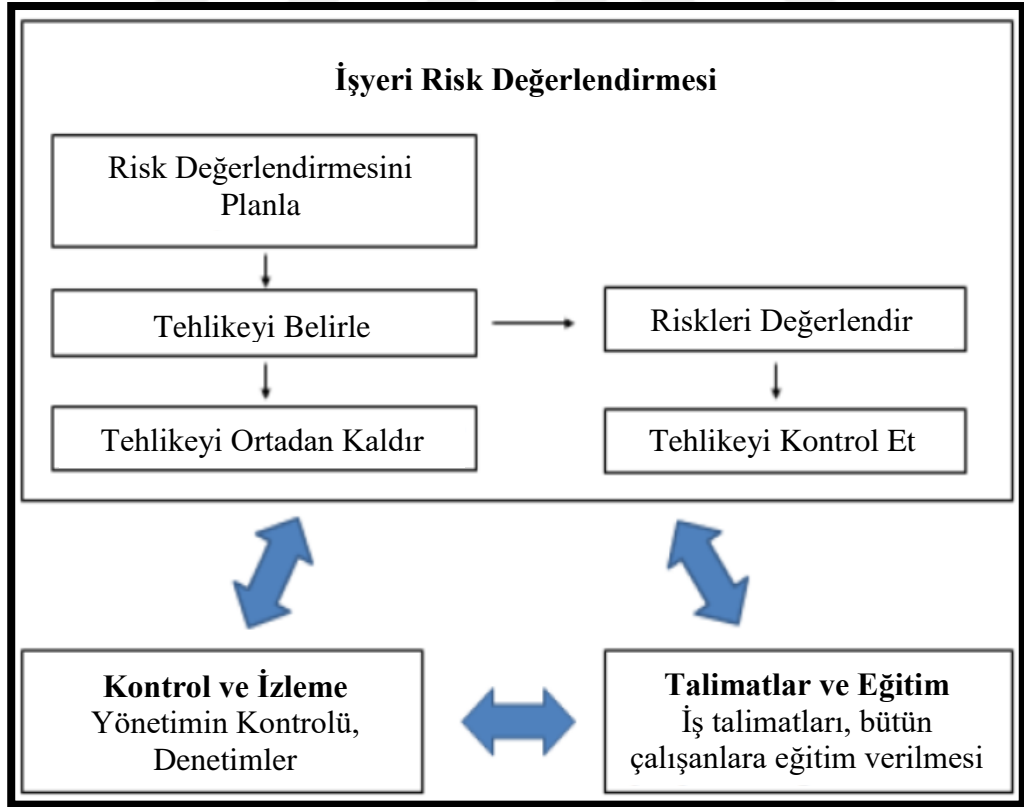 İşyeri Risk Değerlendirmesi
Risk Değerlendirmesini
Planla
Tehlikeyi Belirle
Riskleri Değerlendir
Tehlikeyi Ortadan Kaldır
Tehlikeyi Kontrol Et
Kontrol ve İzleme
Yönetimin Kontrolü,
Denetimler
Talimatlar ve Eğitim
İş talimatları, bütün
çalışanlara eğitim verilmesi